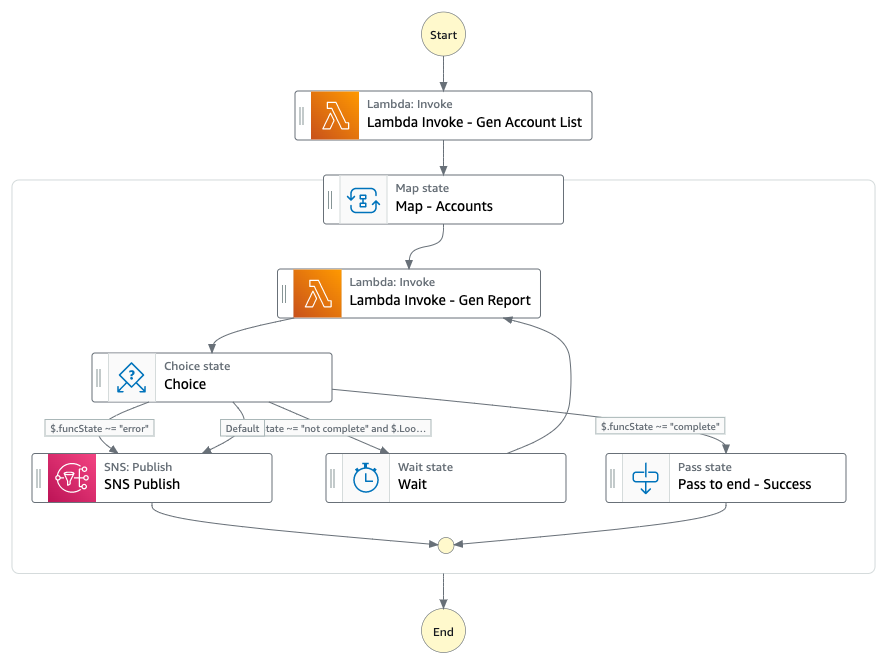 Start
Lambda: Invoke
Lambda Invoke - Gen Account List
Map state
Map - Accounts
Lambda: Invoke
Lambda Invoke - Gen Report
Choice state
Choice
$.funcState ~= "error"
Default
tate ~= "not complete" and $.Loo...
$.funcState ~= "complete"
SNS: Publish
SNS Publish
Wait state
Wait
Pass state
Pass to end - Success
End